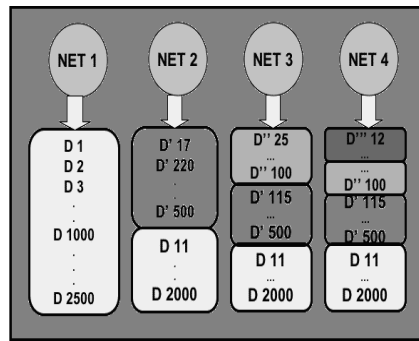 NET 1
NET 2
NET 3
NET 4
D 1
D 2
D 3
.
.
D 1000
.
.
.
D 2500
D' 17
D' 220
.
.
D' 500
D 11
.
.
D 2000
D'' 25
...
D'' 100
D' 115
...
D' 500
D 11
...
D 2000
D''' 12
...
...
D'' 100
D' 115
...
D' 500
D 11
...
D 2000